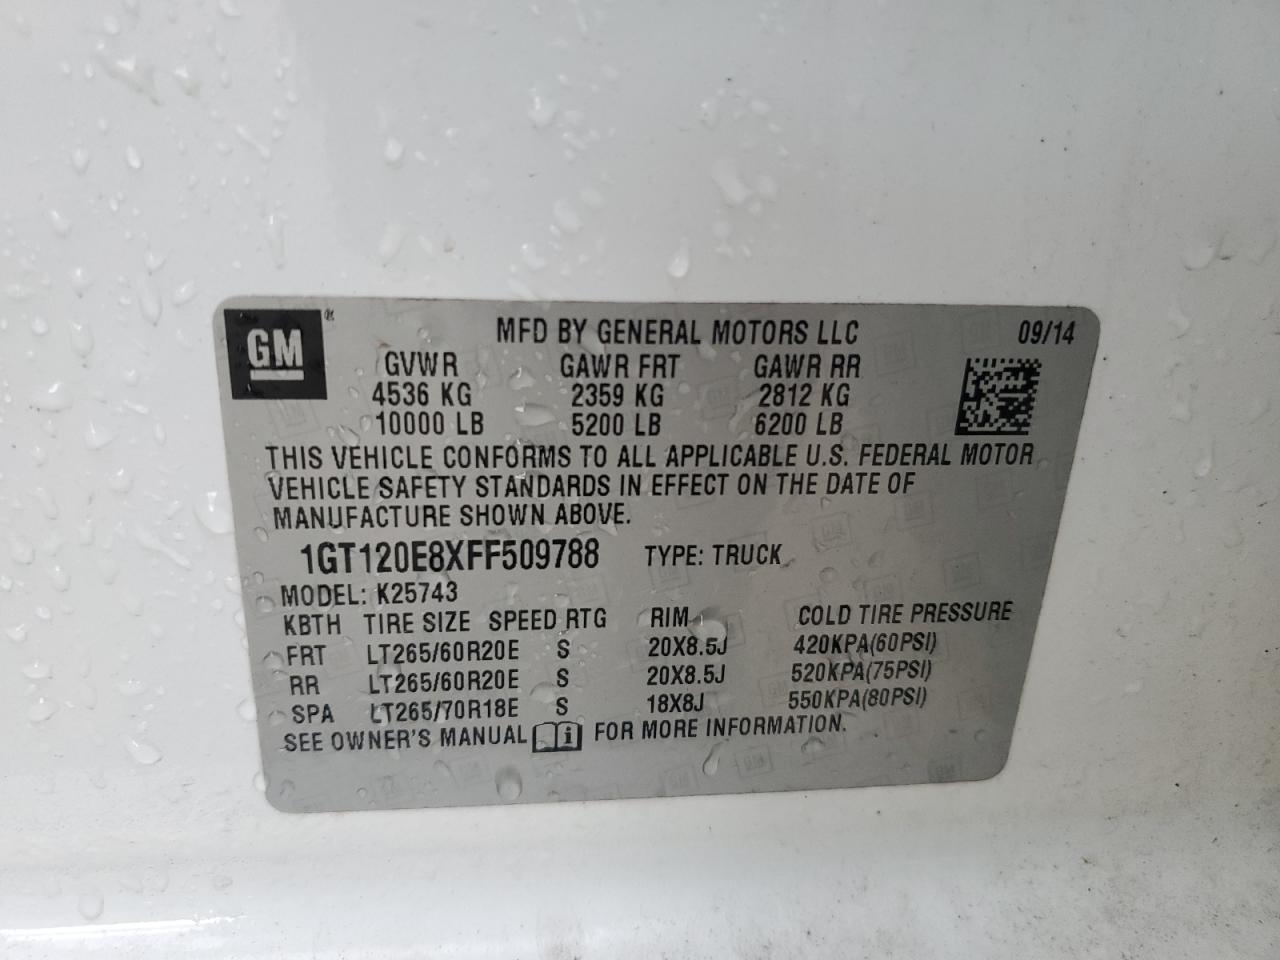 GM ®
MFD BY GENERAL MOTORS LLC 09/14
GVWR GAWR FRT GAWR RR
4536 KG 2359 KG 2812 KG
10000 LB 5200 LB 6200 LB
THIS VEHICLE CONFORMS TO ALL APPLICABLE U.S. FEDERAL MOTOR
VEHICLE SAFETY STANDARDS IN EFFECT ON THE DATE OF
MANUFACTURE SHOWN ABOVE.
1GT120E8XFF509788 TYPE: TRUCK
MODEL: K25743
KBTH TIRE SIZE SPEED RTG RIM COLD TIRE PRESSURE
FRT LT265/60R20E S 20X8.5J 420KPA(60PSI)
RR LT265/60R20E S 20X8.5J 520KPA(75PSI)
SPA LT265/70R18E S 18X8J 550KPA(80PSI)
SEE OWNER'S MANUAL i FOR MORE INFORMATION.